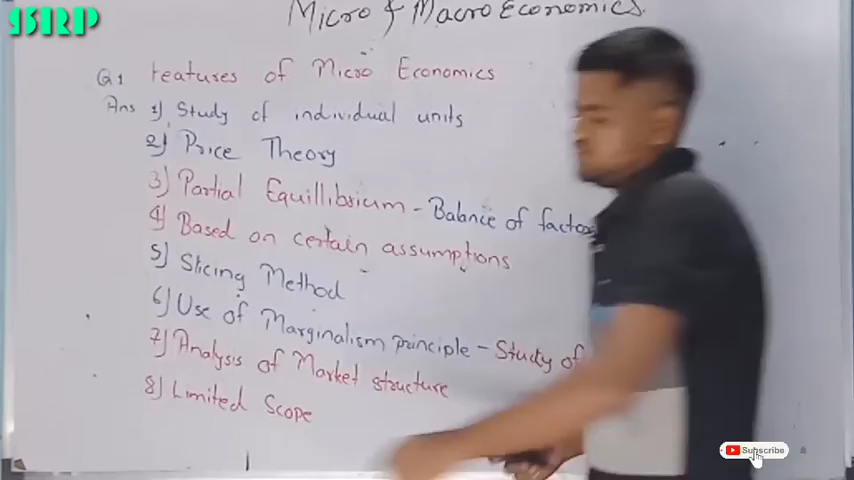 SRP
Micro & Macro Economics.
Q1 Features of Micro Economics
Ans 1) Study of individual units
2) Price Theory
3) Partial Equillibrium - Balance of factors
4) Based on certain assumptions
5) Slicing Method
6) Use of Marginalism principle - Study of
7) Analysis of Market structure
8) Limited Scope
Subscribe